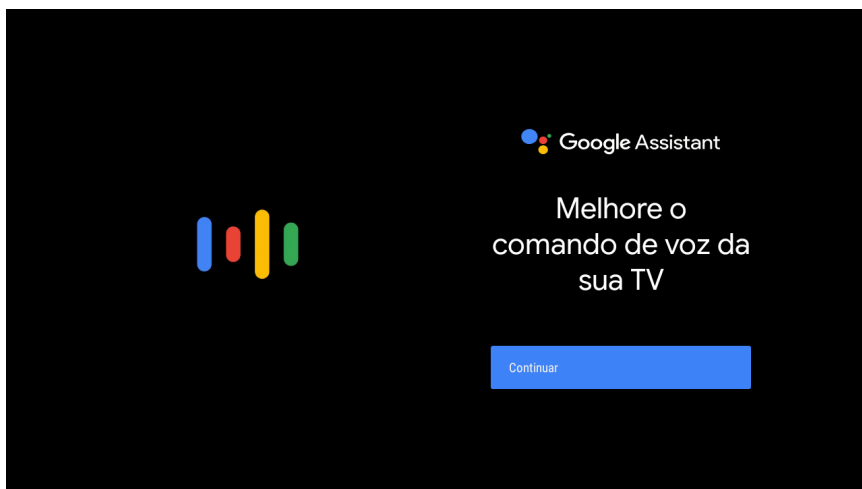 Google Assistant
Melhore o
comando de voz da
sua TV
Continuar